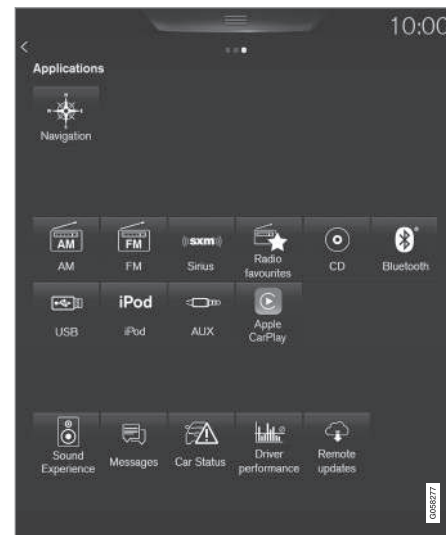 10:00
Applications
Navigation
AM FM sxm
AM FM Sirius Radio favourites CD Bluetooth
iPod
USB iPod AUX Apple CarPlay
Sound Experience Messages Car Status Driver performance Remote updates
G058277